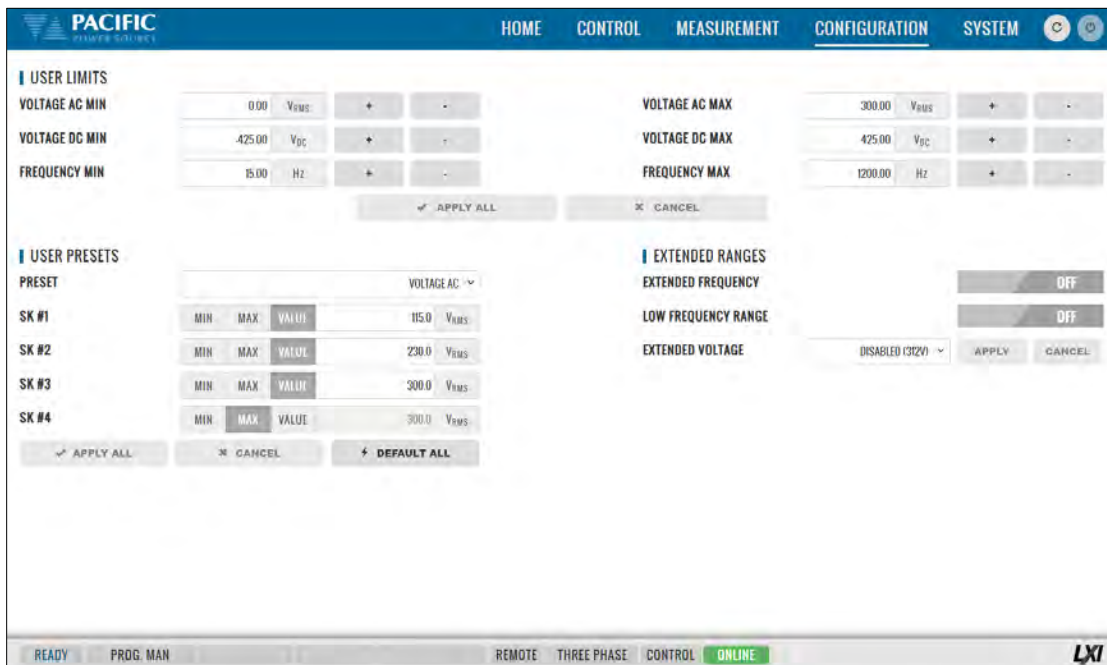 PACIFIC
POWER SOURCE
HOME CONTROL MEASUREMENT CONFIGURATION SYSTEM
USER LIMITS
VOLTAGE AC MIN 0.00 VRMS + - VOLTAGE AC MAX 300.00 VRMS + -
VOLTAGE DC MIN -425.00 VDC + - VOLTAGE DC MAX 425.00 VDC + -
FREQUENCY MIN 15.00 Hz + - FREQUENCY MAX 1200.00 Hz + -
✓ APPLY ALL × CANCEL
USER PRESETS EXTENDED RANGES
PRESET VOLTAGE AC EXTENDED FREQUENCY OFF
SK #1 MIN MAX VALUE 115.0 VRMS LOW FREQUENCY RANGE OFF
SK #2 MIN MAX VALUE 230.0 VRMS EXTENDED VOLTAGE DISABLED (312V) APPLY CANCEL
SK #3 MIN MAX VALUE 300.0 VRMS
SK #4 MIN MAX VALUE 300.0 VRMS
✓ APPLY ALL × CANCEL DEFAULT ALL
READY PROG. MAN REMOTE THREE PHASE CONTROL ONLINE LXI